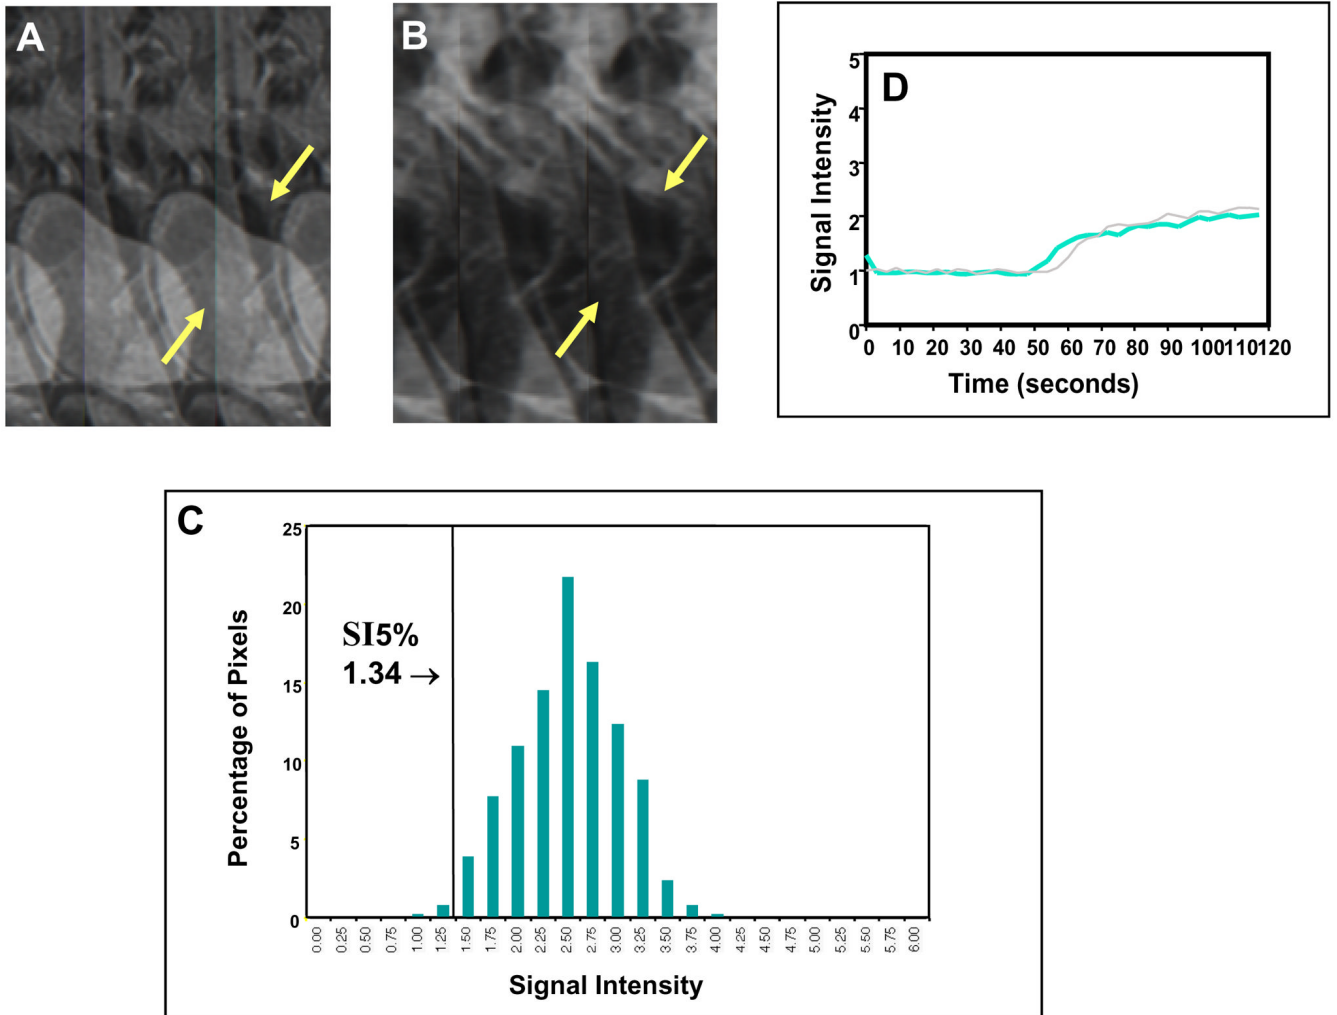 A
B
D
5
4
3
2
1
0
Signal Intensity
0 10 20 30 40 50 60 70 80 90 100 110 120
Time (seconds)
C
25
20
15
10
5
0
Percentage of Pixels
SI5%
1.34 →
0.00 0.25 0.50 0.75 1.00 1.25 1.50 1.75 2.00 2.25 2.50 2.75 3.00 3.25 3.50 3.75 4.00 4.25 4.50 4.75 5.00 5.25 5.50 5.75 6.00
Signal Intensity